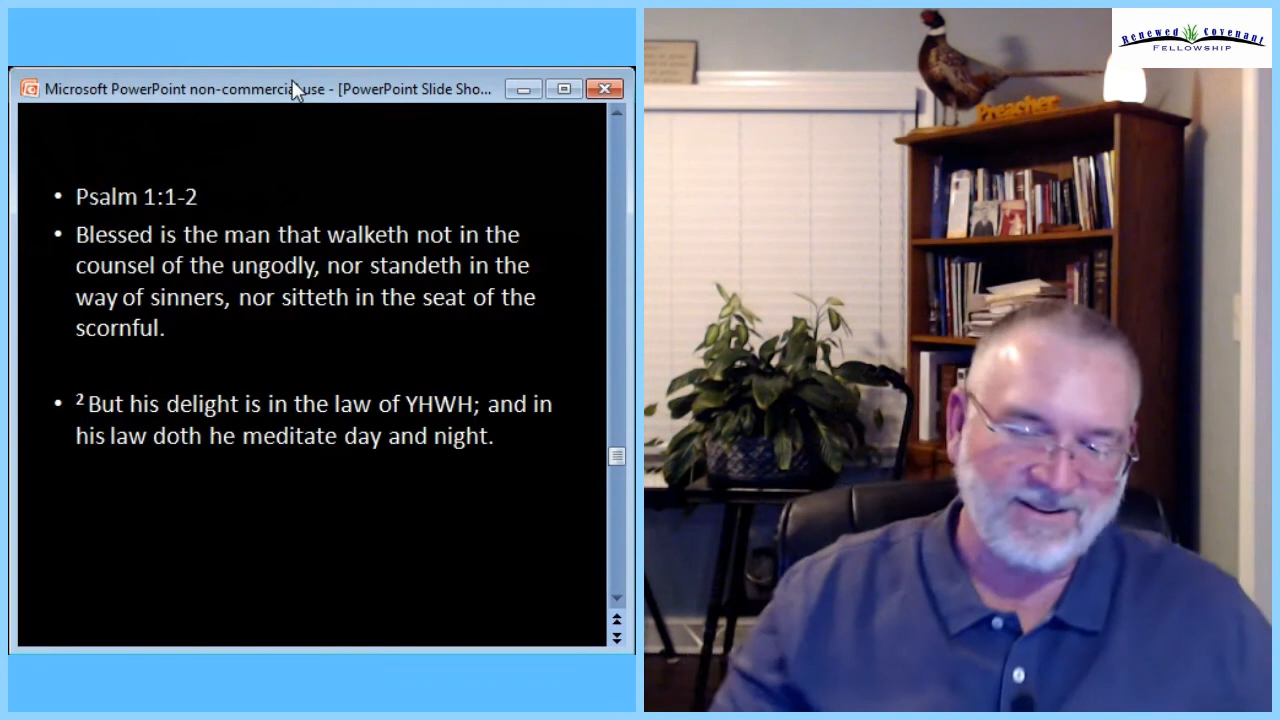 Microsoft PowerPoint non-commercial use - [PowerPoint Slide Sho...
• Psalm 1:1-2
• Blessed is the man that walketh not in the
counsel of the ungodly, nor standeth in the
way of sinners, nor sitteth in the seat of the
scornful.
• 2 But his delight is in the law of YHWH; and in
his law doth he meditate day and night.
Renewed Covenant
FELLOWSHIP
Preacher